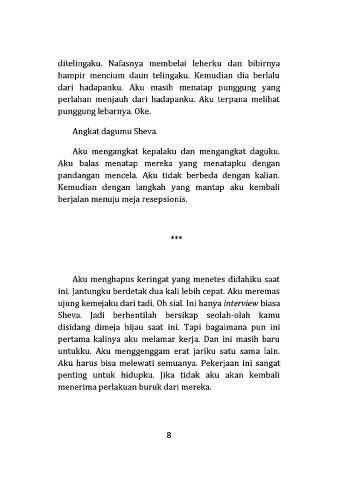 ditelingaku. Nafasnya membelai leherku dan bibirnya
hampir mencium daun telingaku. Kemudian dia berlalu
dari hadapanku. Aku masih menatap punggung yang
perlahan menjauh dari hadapanku. Aku terpana melihat
punggung lebarnya. Oke.
Angkat dagumu Sheva.
Aku mengangkat kepalaku dan mengangkat daguku.
Aku balas menatap mereka yang menatapku dengan
pandangan mencela. Aku tidak berbeda dengan kalian.
Kemudian dengan langkah yang mantap aku kembali
berjalan menuju meja resepsionis.
***
Aku menghapus keringat yang menetes didahiku saat
ini. Jantungku berdetak dua kali lebih cepat. Aku meremas
ujung kemejaku dari tadi. Oh sial. Ini hanya interview biasa
Sheva. Jadi berhentilah bersikap seolah-olah kamu
disidang dimeja hijau saat ini. Tapi bagaimana pun ini
pertama kalinya aku melamar kerja. Dan ini masih baru
untukku. Aku menggenggam erat jariku satu sama lain.
Aku harus bisa melewati semuanya. Pekerjaan ini sangat
penting untuk hidupku. Jika tidak aku akan kembali
menerima perlakuan buruk dari mereka.
8